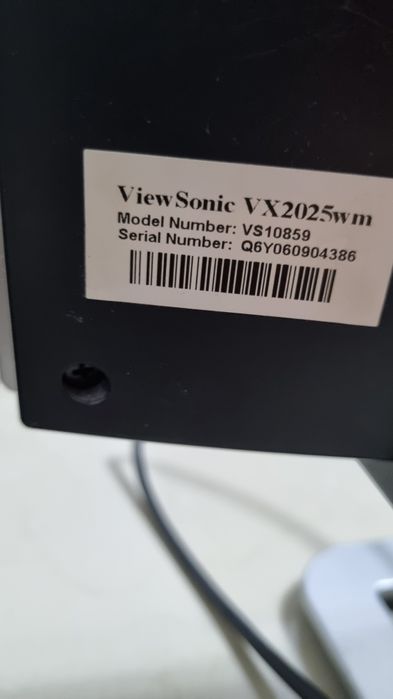 ViewSonic VX2025wm
Model Number: VS10859
Serial Number: Q6Y060904386